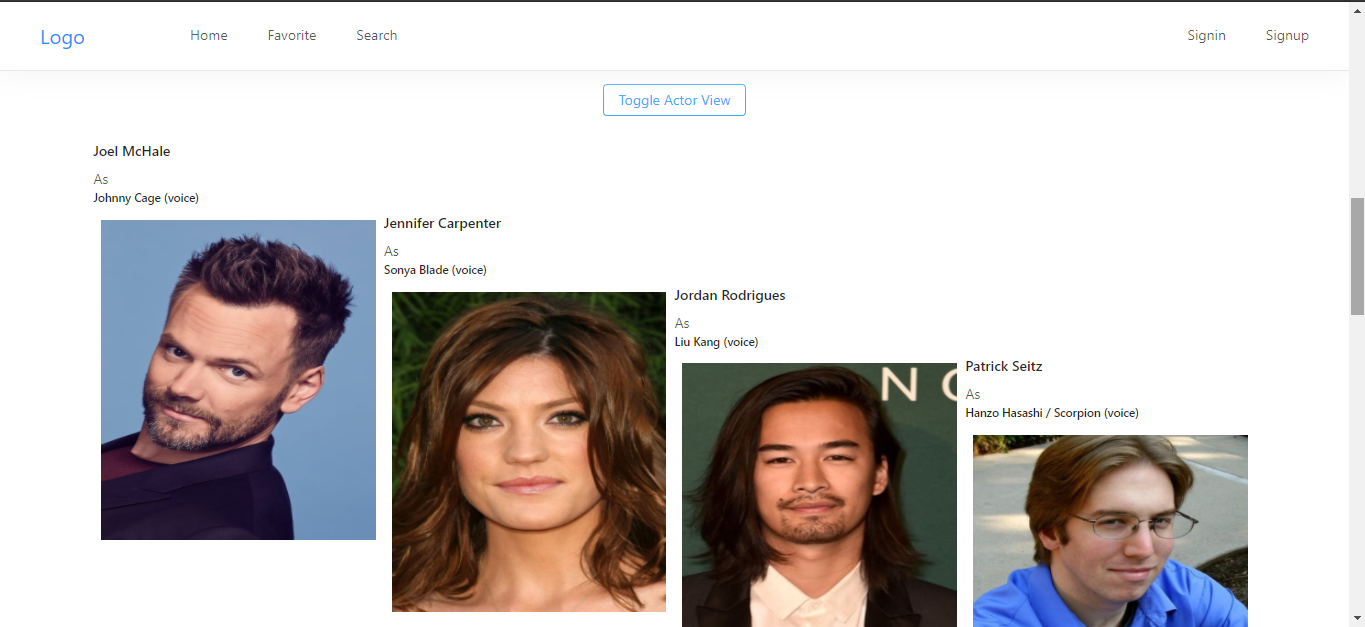 Logo
Home
Favorite
Search
Signin
Signup
Toggle Actor View
Joel McHale
As
Johnny Cage (voice)
Jennifer Carpenter
As
Sonya Blade (voice)
Jordan Rodrigues
As
Liu Kang (voice)
Patrick Seitz
As
Hanzo Hasashi / Scorpion (voice)